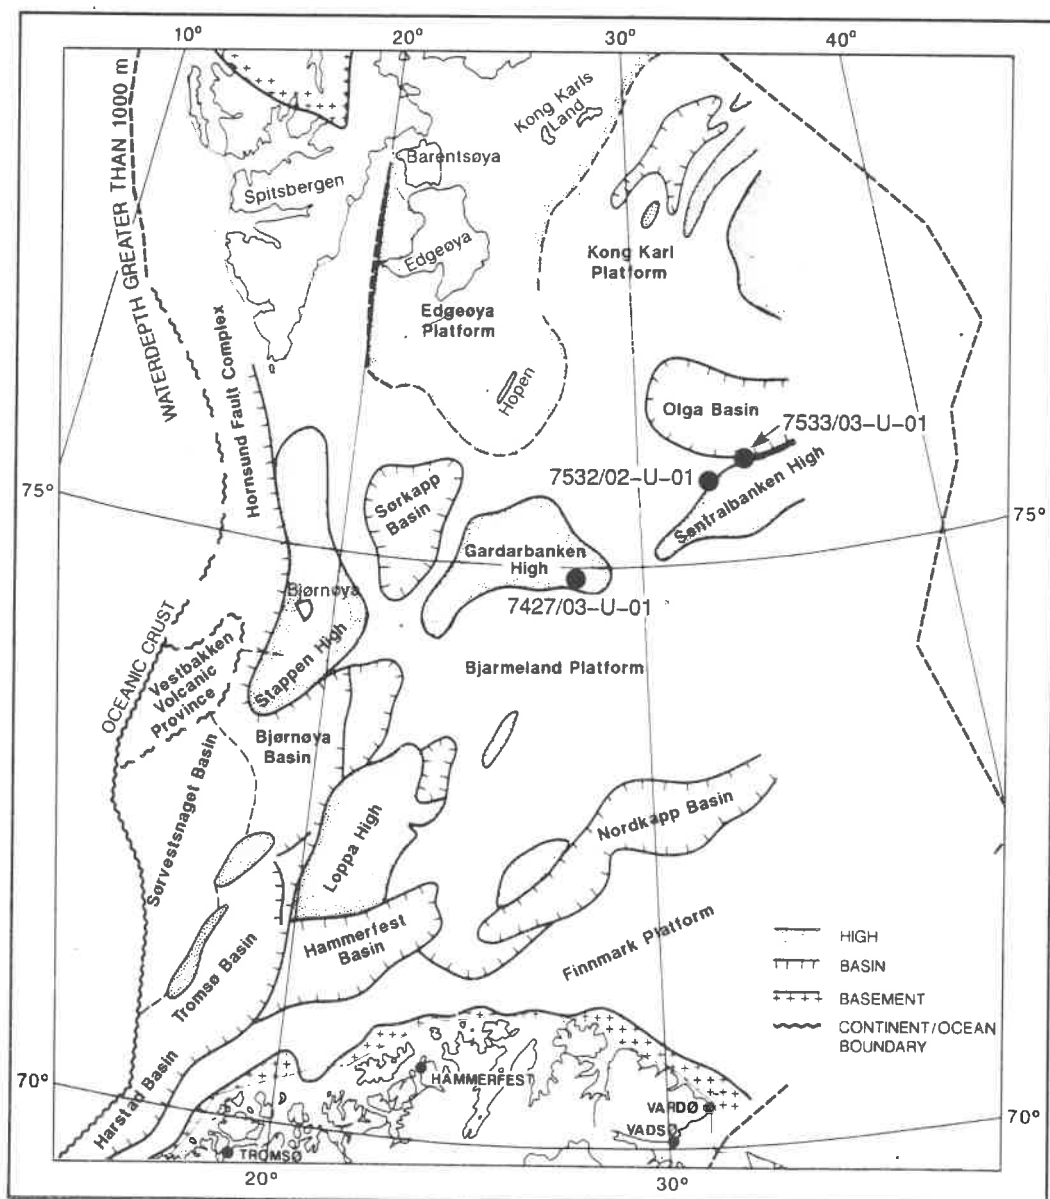 10°
20°
30°
40°
WATERDEPTH GREATER THAN 1000 m
Kong Karls
Land
Barentsøya
Spitsbergen
Edgeøya
Kong Karl
Platform
Edgeøya
Platform
Hornsund Fault Complex
Hopen
Olga Basin
7533/03-U-01
7532/02-U-01
Sentralbanken High
75°
75°
Sørkapp
Basin
Gardarbanken
High
7427/03-U-01
Bjørnøya
Stappen High
OCEANIC CRUST
Vestbakken
Volcanic
Province
Bjarmeland Platform
Bjørnøya
Basin
Sørvestsnaget Basin
Loppa High
Nordkapp Basin
Hammerfest
Basin
Finnmark Platform
Tromsø Basin
HIGH
BASIN
BASEMENT
CONTINENT/OCEAN
BOUNDARY
Harstad Basin
70°
70°
HAMMERFEST
VARDØ
VADSØ
TROMSØ
20°
30°